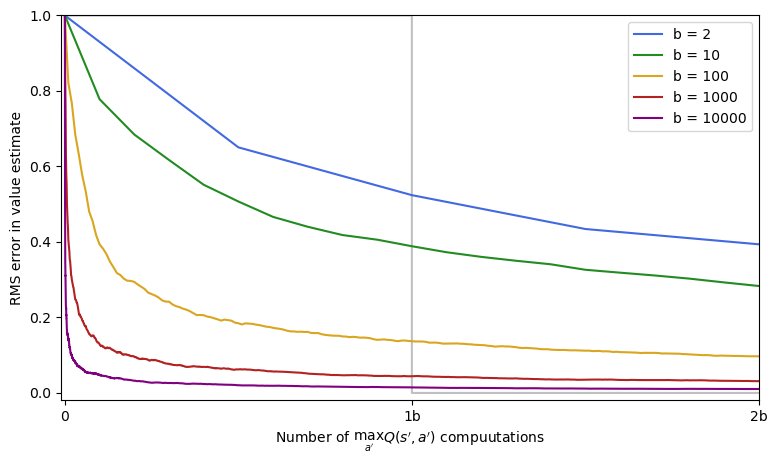 1.0
0.8
0.6
0.4
0.2
0.0
RMS error in value estimate
b = 2
b = 10
b = 100
b = 1000
b = 10000
0
1b
2b
Number of max Q(s′, a′) compuutations
a′